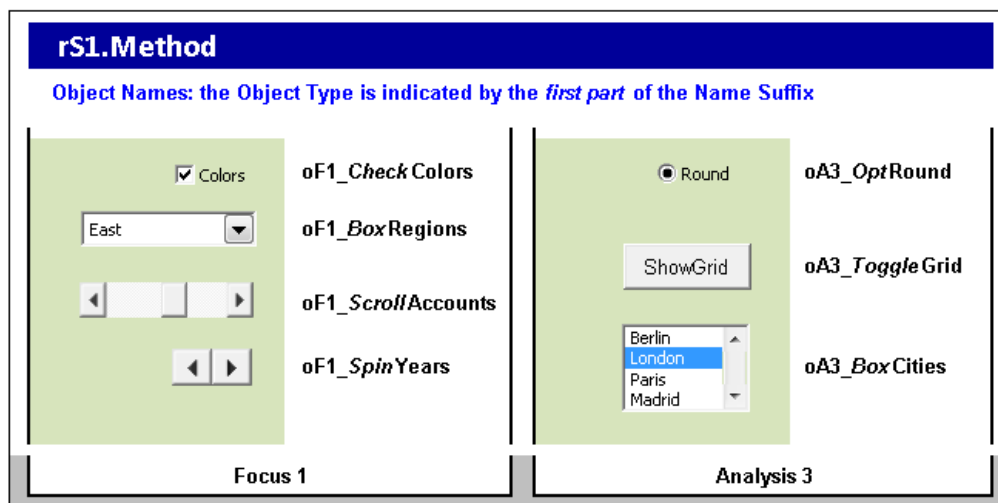 rS1.Method
Object Names: the Object Type is indicated by the first part of the Name Suffix
Colors
oF1_CheckColors
East
oF1_BoxRegions
oF1_ScrollAccounts
oF1_SpinYears
Focus 1
Round
oA3_OptRound
ShowGrid
oA3_ToggleGrid
Berlin
London
Paris
Madrid
oA3_BoxCities
Analysis 3